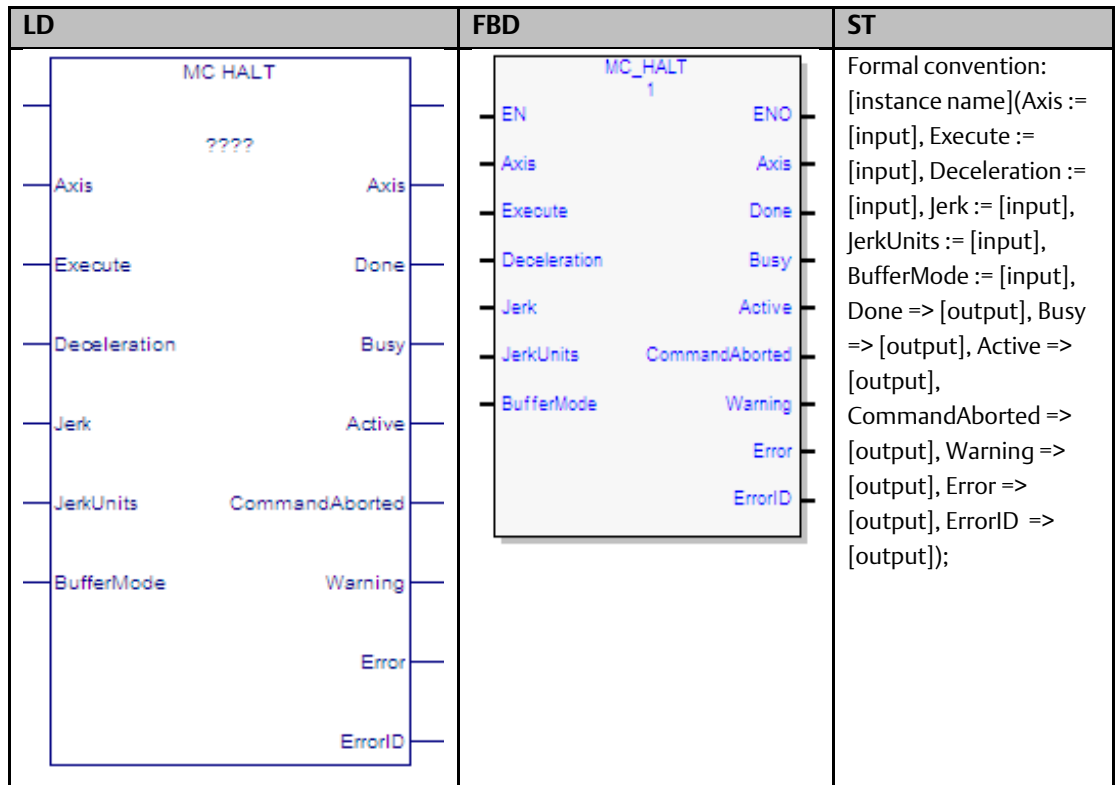 LD
FBD
ST
MC HALT
????
Axis Axis
Execute Done
Deceleration Busy
Jerk Active
JerkUnits CommandAborted
BufferMode Warning
Error
ErrorID
MC_HALT
1
EN ENO
Axis Axis
Execute Done
Deceleration Busy
Jerk Active
JerkUnits CommandAborted
BufferMode Warning
Error
ErrorID
Formal convention:
[instance name](Axis :=
[input], Execute :=
[input], Deceleration :=
[input], Jerk := [input],
JerkUnits := [input],
BufferMode := [input],
Done => [output], Busy
=> [output], Active =>
[output],
CommandAborted =>
[output], Warning =>
[output], Error =>
[output], ErrorID =>
[output]);